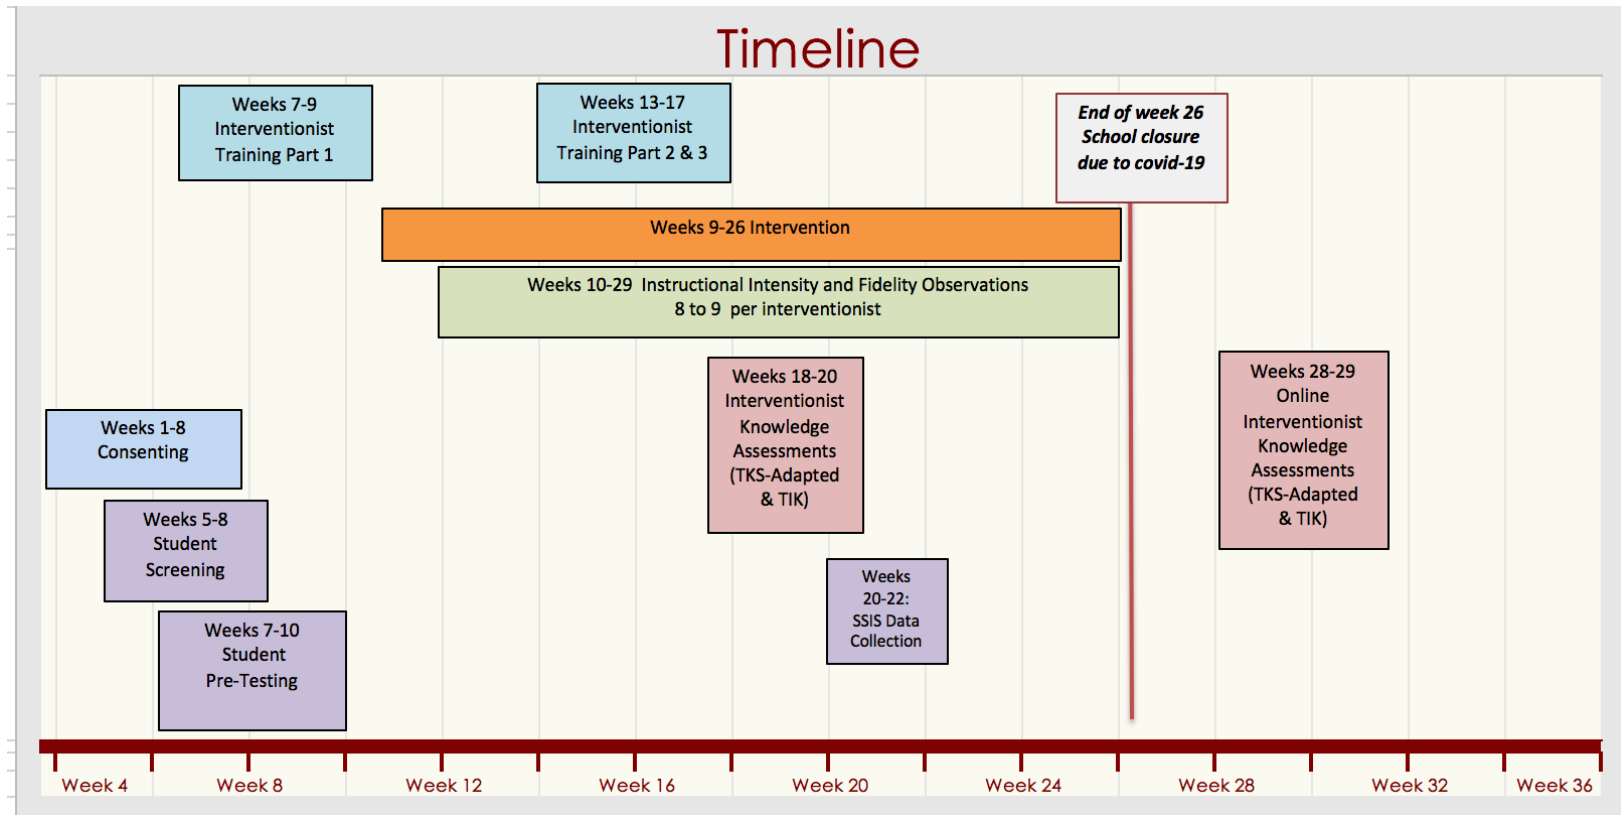 Timeline
Weeks 7-9
Interventionist
Training Part 1
Weeks 13-17
Interventionist
Training Part 2 & 3
End of week 26
School closure
due to covid-19
Weeks 9-26 Intervention
Weeks 10-29  Instructional Intensity and Fidelity Observations
8 to 9  per interventionist
Weeks 18-20
Interventionist
Knowledge
Assessments
(TKS-Adapted
& TIK)
Weeks 28-29
Online
Interventionist
Knowledge
Assessments
(TKS-Adapted
& TIK)
Weeks 1-8
Consenting
Weeks 5-8
Student
Screening
Weeks
20-22:
SSIS Data
Collection
Weeks 7-10
Student
Pre-Testing
Week 4 Week 8 Week 12 Week 16 Week 20 Week 24 Week 28 Week 32 Week 36